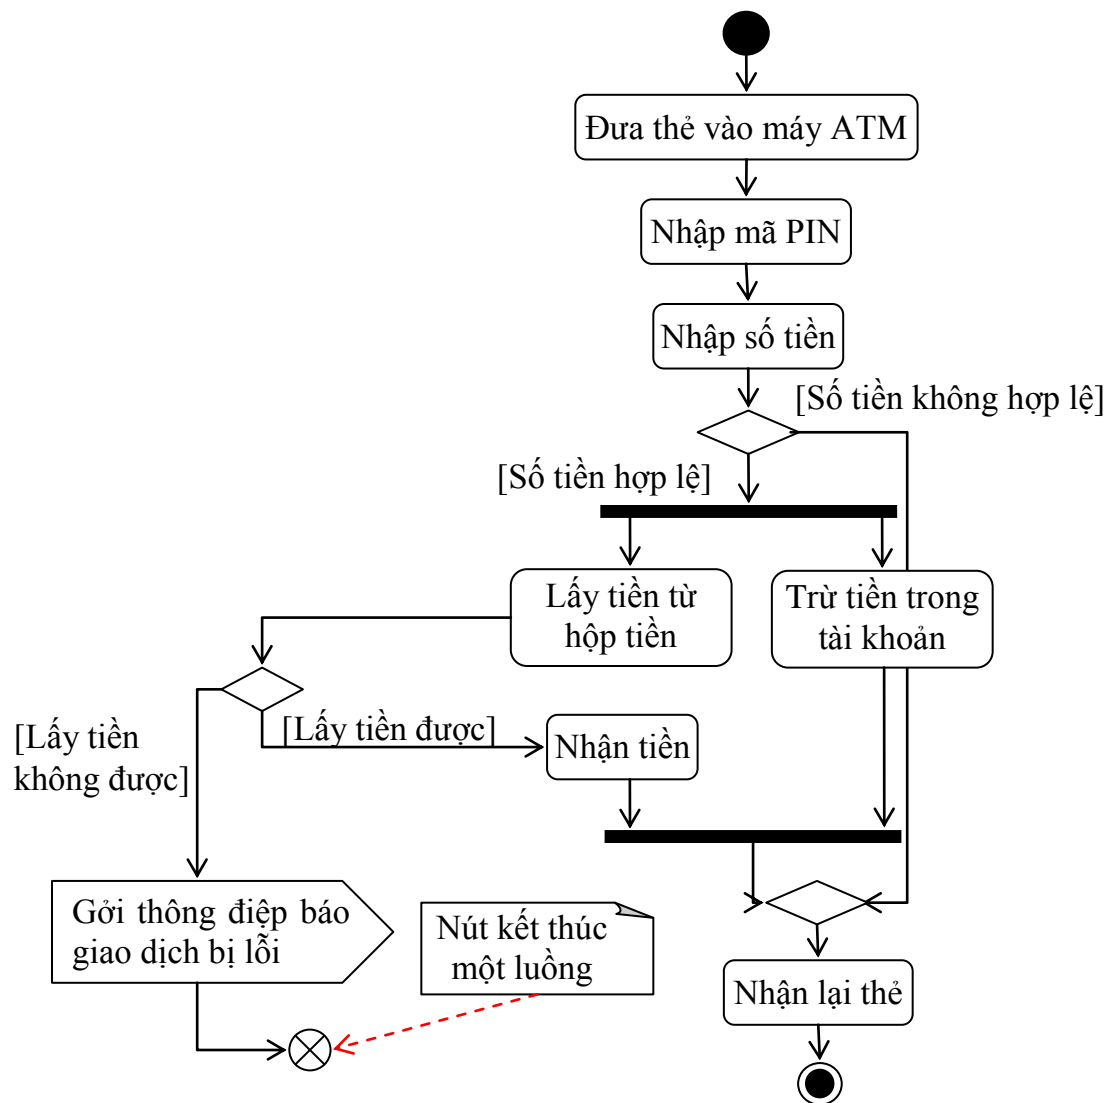 Đưa thẻ vào máy ATM
Nhập mã PIN
Nhập số tiền
[Số tiền không hợp lệ]
[Số tiền hợp lệ]
Lấy tiền từ
hộp tiền
Trừ tiền trong
tài khoản
[Lấy tiền
không được]
[Lấy tiền được]
Nhận tiền
Gởi thông điệp báo
giao dịch bị lỗi
Nút kết thúc
một luồng
Nhận lại thẻ